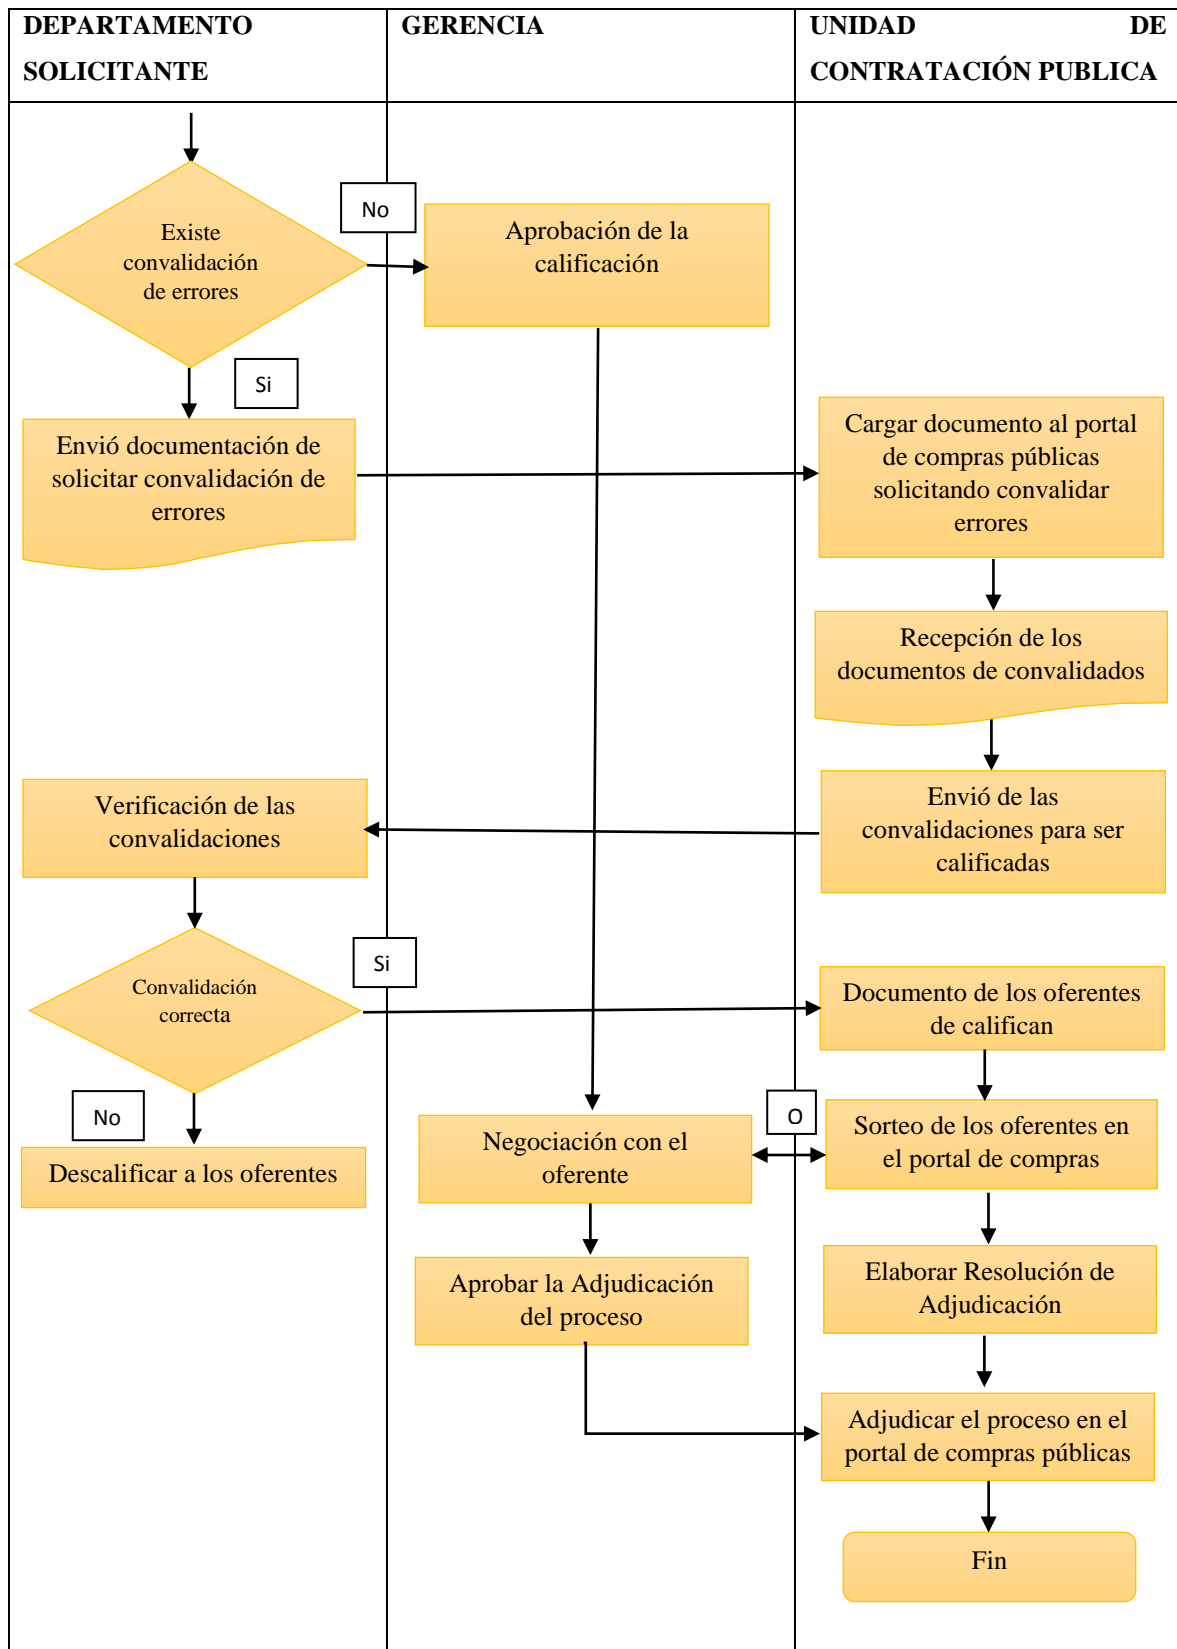 DEPARTAMENTO
SOLICITANTE
GERENCIA
UNIDAD DE
CONTRATACIÓN PUBLICA
Existe
convalidación
de errores
No
Aprobación de la
calificación
Si
Envió documentación de
solicitar convalidación de
errores
Cargar documento al portal
de compras públicas
solicitando convalidar
errores
Recepción de los
documentos de convalidados
Envió de las
convalidaciones para ser
calificadas
Verificación de las
convalidaciones
Convalidación
correcta
Si
Documento de los oferentes
de califican
No
Descalificar a los oferentes
Negociación con el
oferente
O
Sorteo de los oferentes en
el portal de compras
Aprobar la Adjudicación
del proceso
Elaborar Resolución de
Adjudicación
Adjudicar el proceso en el
portal de compras públicas
Fin